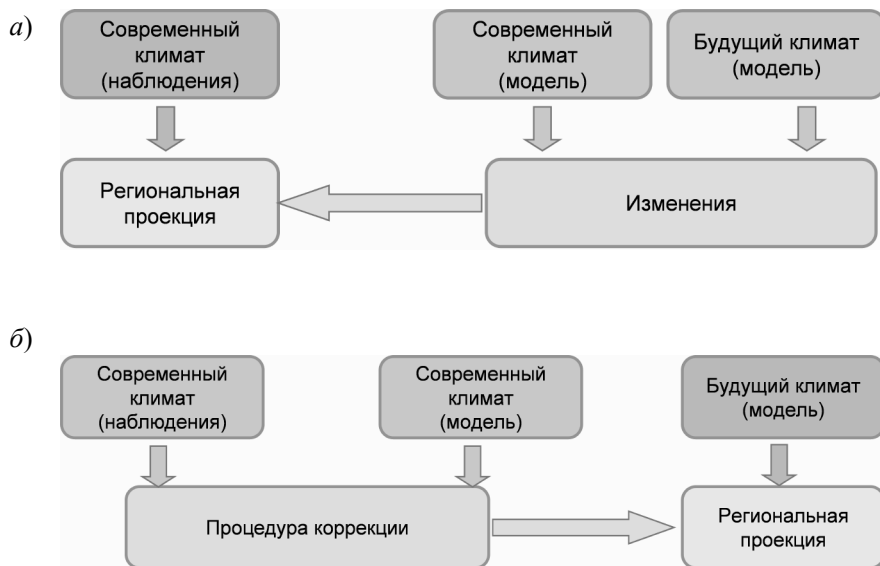 а)
Современный
климат
(наблюдения)
Современный
климат
(модель)
Будущий климат
(модель)
Региональная
проекция
Изменения
б)
Современный
климат
(наблюдения)
Современный
климат
(модель)
Будущий климат
(модель)
Процедура коррекции
Региональная
проекция